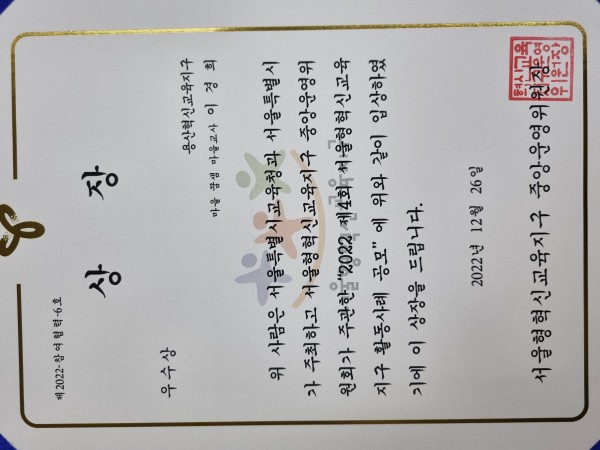 제 2022-참여협력-6호
상 장
우수상
용산혁신교육지구
마을 꿈쌤 마을교사 이 경 희
위 사람은 서울특별시교육청과 서울특별시
가 주최하고 서울형혁신교육지구 중앙운영위
원회가 주관한 "2022 제4회 서울형혁신교육
지구 활동사례 공모" 에 위와 같이 입상하였
기에 이 상장을 드립니다.
2022년 12월 26일
서울형혁신교육지구 중앙운영위원장